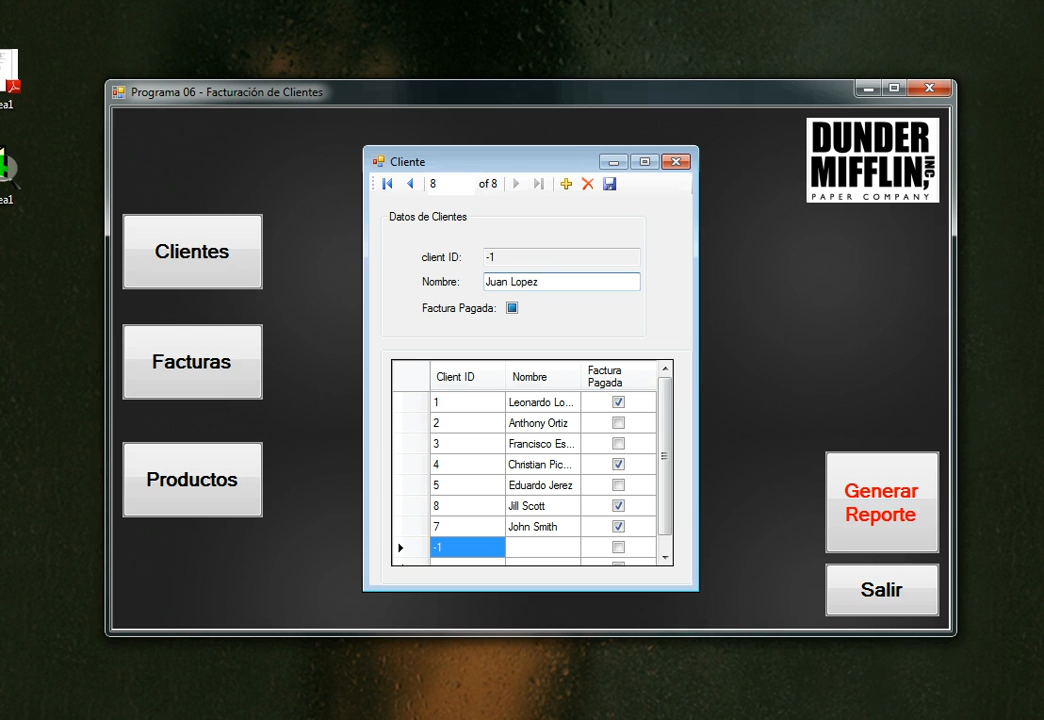 ea1
ea1
Programa 06 - Facturación de Clientes
DUNDER
MIFFLIN, INC.
PAPER COMPANY
Clientes
Facturas
Productos
Generar
Reporte
Salir
Cliente
8 of 8
Datos de Clientes
client ID: -1
Nombre: Juan Lopez
Factura Pagada:
Client ID Nombre Factura Pagada
1 Leonardo Lo...
2 Anthony Ortiz
3 Francisco Es...
4 Christian Pic...
5 Eduardo Jerez
8 Jill Scott
7 John Smith
-1